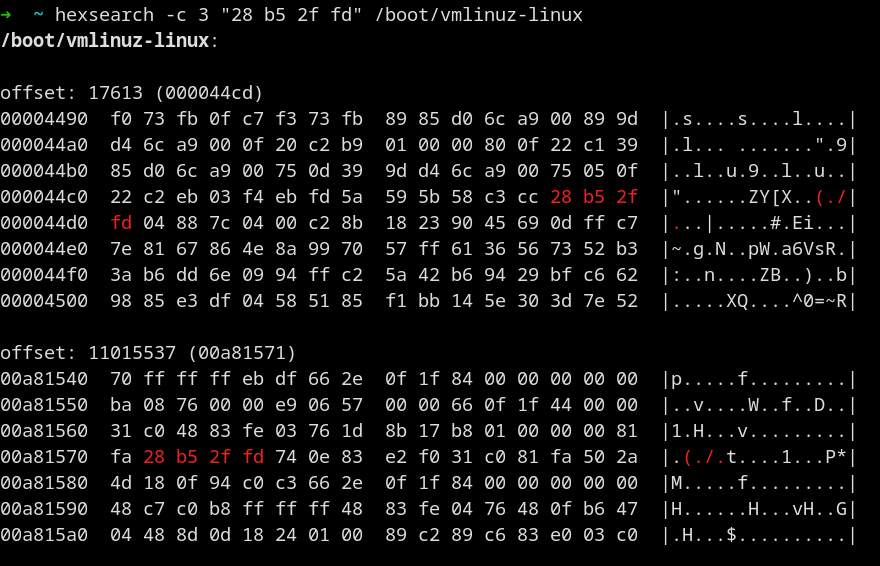 ➜  ~ hexsearch -c 3 "28 b5 2f fd" /boot/vmlinuz-linux
/boot/vmlinuz-linux:

offset: 17613 (000044cd)
00004490  f0 73 fb 0f c7 f3 73 fb  89 85 d0 6c a9 00 89 9d  |.s....s....l....|
000044a0  d4 6c a9 00 0f 20 c2 b9  01 00 00 80 0f 22 c1 39  |.l... .......".9|
000044b0  85 d0 6c a9 00 75 0d 39  9d d4 6c a9 00 75 05 0f  |..l..u.9..l..u..|
000044c0  22 c2 eb 03 f4 eb fd 5a  59 5b 58 c3 cc 28 b5 2f  |"......ZY[X..(./|
000044d0  fd 04 88 7c 04 00 c2 8b  18 23 90 45 69 0d ff c7  |...|.....#.Ei...|
000044e0  7e 81 67 86 4e 8a 99 70  57 ff 61 36 56 73 52 b3  |~.g.N..pW.a6VsR.|
000044f0  3a b6 dd 6e 09 94 ff c2  5a 42 b6 94 29 bf c6 62  |:..n....ZB..)..b|
00004500  98 85 e3 df 04 58 51 85  f1 bb 14 5e 30 3d 7e 52  |.....XQ....^0=~R|

offset: 11015537 (00a81571)
00a81540  70 ff ff ff eb df 66 2e  0f 1f 84 00 00 00 00 00  |p.....f.........|
00a81550  ba 08 76 00 00 e9 06 57  00 00 66 0f 1f 44 00 00  |..v....W..f..D..|
00a81560  31 c0 48 83 fe 03 76 1d  8b 17 b8 01 00 00 00 81  |1.H...v.........|
00a81570  fa 28 b5 2f fd 74 0e 83  e2 f0 31 c0 81 fa 50 2a  |.(./.t....1...P*|
00a81580  4d 18 0f 94 c0 c3 66 2e  0f 1f 84 00 00 00 00 00  |M.....f.........|
00a81590  48 c7 c0 b8 ff ff ff 48  83 fe 04 76 48 0f b6 47  |H......H...vH..G|
00a815a0  04 48 8d 0d 18 24 01 00  89 c2 89 c6 83 e0 03 c0  |.H...$..........|